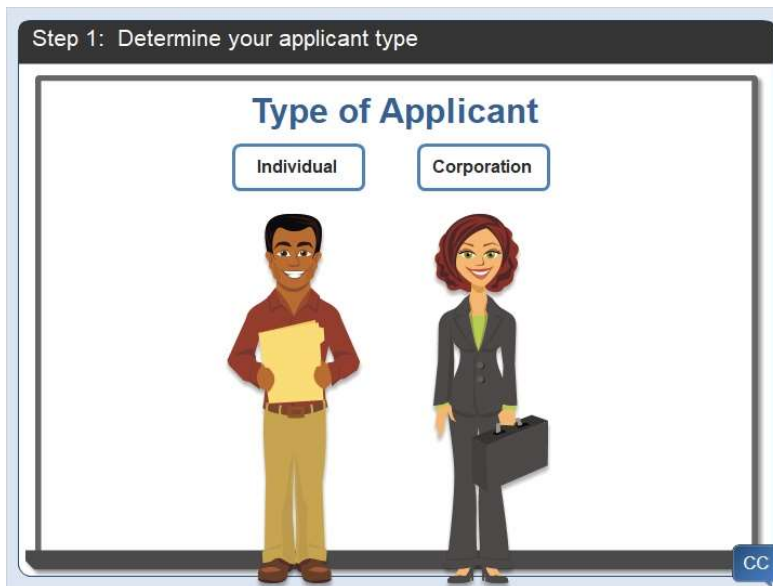 Step 1: Determine your applicant type
Type of Applicant
Individual
Corporation
CC